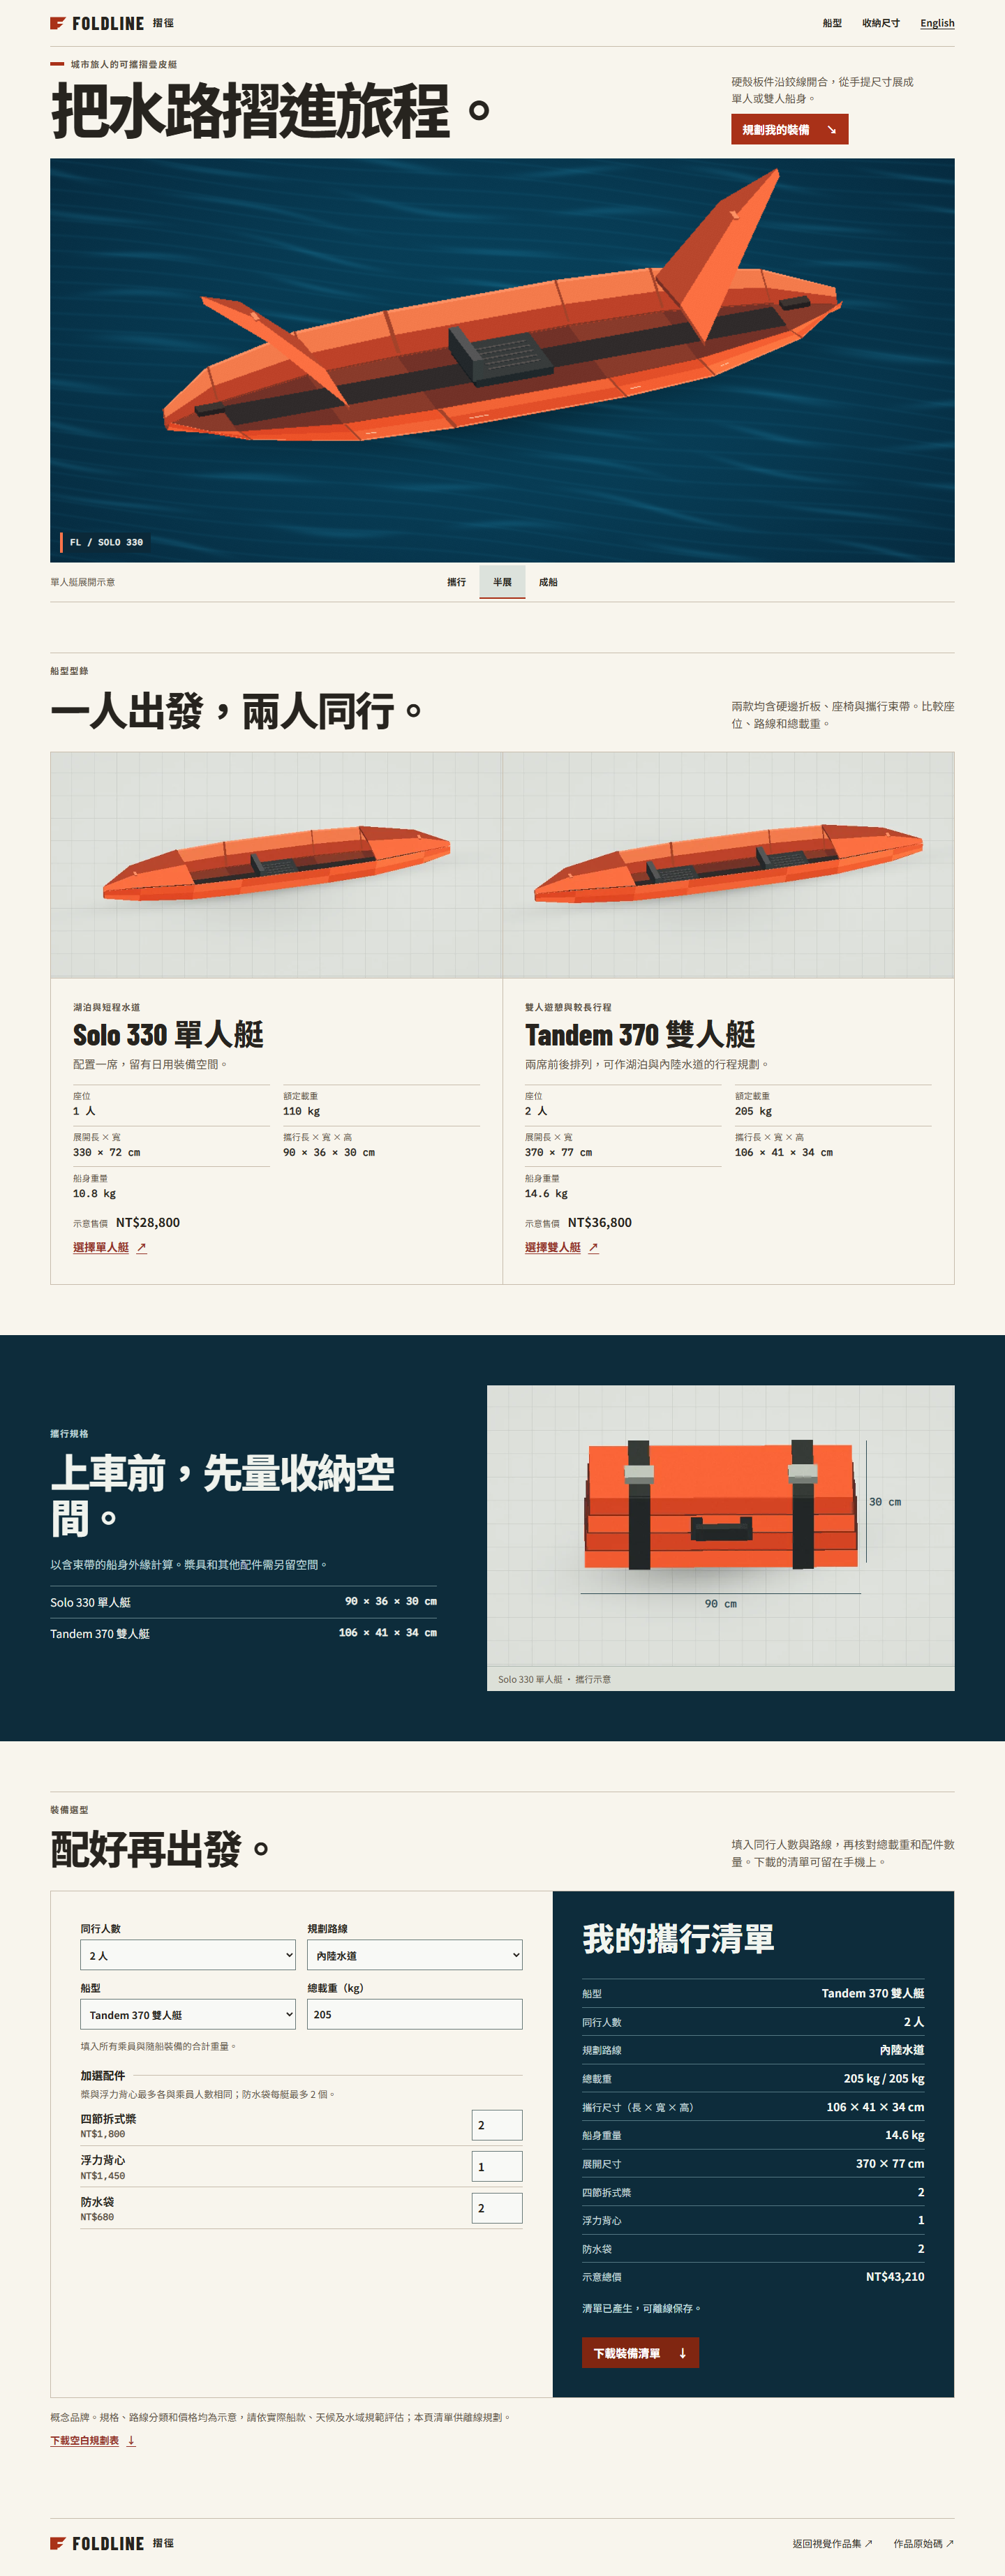 FOLDLINE 摺徑
船型 收納尺寸 English
城市旅人的可攜摺疊皮艇
把水路摺進旅程。
硬殼板件沿鉸線開合，從手提尺寸展成
單人或雙人船身。
規劃我的裝備 ↘
FL / SOLO 330
單人艇展開示意
攜行 半展 成船
船型型錄
一人出發，兩人同行。
兩款均含硬邊折板、座椅與攜行束帶。比較座
位、路線和總載重。
湖泊與短程水道
Solo 330 單人艇
配置一席，留有日用裝備空間。
座位
1 人
額定載重
110 kg
展開長 × 寬
330 × 72 cm
攜行長 × 寬 × 高
90 × 36 × 30 cm
船身重量
10.8 kg
示意售價 NT$28,800
選擇單人艇 ↗
雙人遊憩與較長行程
Tandem 370 雙人艇
兩席前後排列，可作湖泊與內陸水道的行程規劃。
座位
2 人
額定載重
205 kg
展開長 × 寬
370 × 77 cm
攜行長 × 寬 × 高
106 × 41 × 34 cm
船身重量
14.6 kg
示意售價 NT$36,800
選擇雙人艇 ↗
攜行規格
上車前，先量收納空
間。
以含束帶的船身外緣計算。槳具和其他配件需另留空間。
Solo 330 單人艇 90 × 36 × 30 cm
Tandem 370 雙人艇 106 × 41 × 34 cm
30 cm
90 cm
Solo 330 單人艇 · 攜行示意
裝備選型
配好再出發。
填入同行人數與路線，再核對總載重和配件數
量。下載的清單可留在手機上。
同行人數
2 人
規劃路線
內陸水道
船型
Tandem 370 雙人艇
總載重（kg）
205
填入所有乘員與隨船裝備的合計重量。
加選配件
槳與浮力背心最多各與乘員人數相同；防水袋每艇最多 2 個。
四節拆式槳
NT$1,800
2
浮力背心
NT$1,450
1
防水袋
NT$680
2
我的攜行清單
船型 Tandem 370 雙人艇
同行人數 2 人
規劃路線 內陸水道
總載重 205 kg / 205 kg
攜行尺寸（長 × 寬 × 高） 106 × 41 × 34 cm
船身重量 14.6 kg
展開尺寸 370 × 77 cm
四節拆式槳 2
浮力背心 1
防水袋 2
示意總價 NT$43,210
清單已產生，可離線保存。
下載裝備清單 ↓
概念品牌。規格、路線分類和價格均為示意，請依實際船款、天候及水域規範評估；本頁清單供離線規劃。
下載空白規劃表 ↓
FOLDLINE 摺徑
返回視覺作品集 ↗ 作品原始碼 ↗